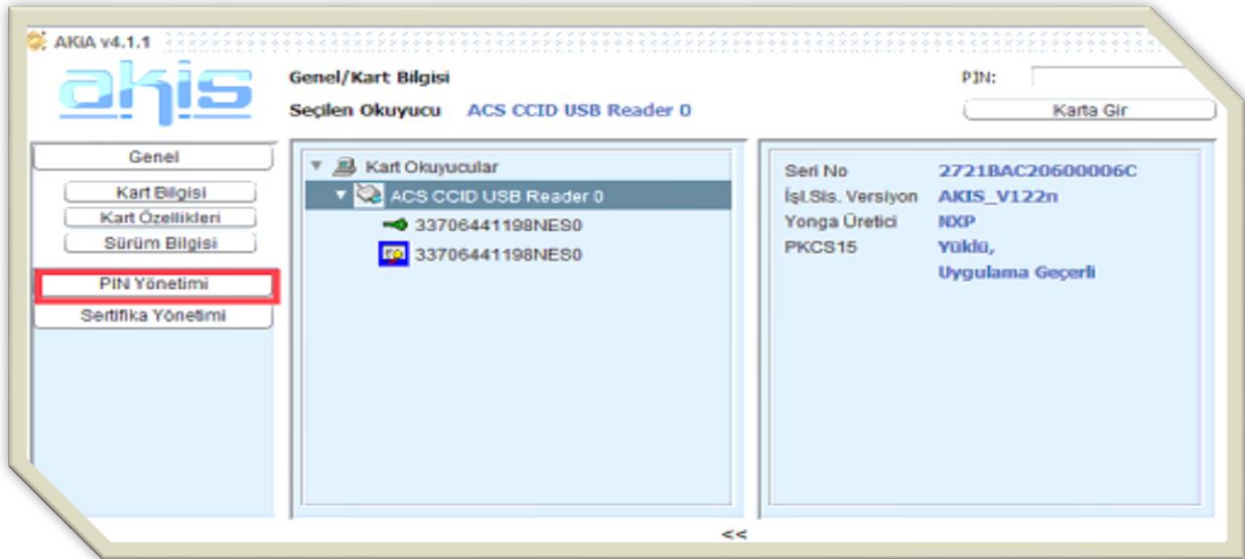 AKiA v4.1.1
akis
Genel/Kart Bilgisi
PIN:
Seçilen Okuyucu ACS CCID USB Reader 0
Karta Gir
Genel
Kart Bilgisi
Kart Özellikleri
Sürüm Bilgisi
PIN Yönetimi
Sertifika Yönetimi
Kart Okuyucular
ACS CCID USB Reader 0
33706441198NES0
33706441198NES0
Seri No 2721BAC20600006C
İşl.Sis. Versiyon AKIS_V122n
Yonga Üretici NXP
PKCS15 Yüklü,
Uygulama Geçerli
<<